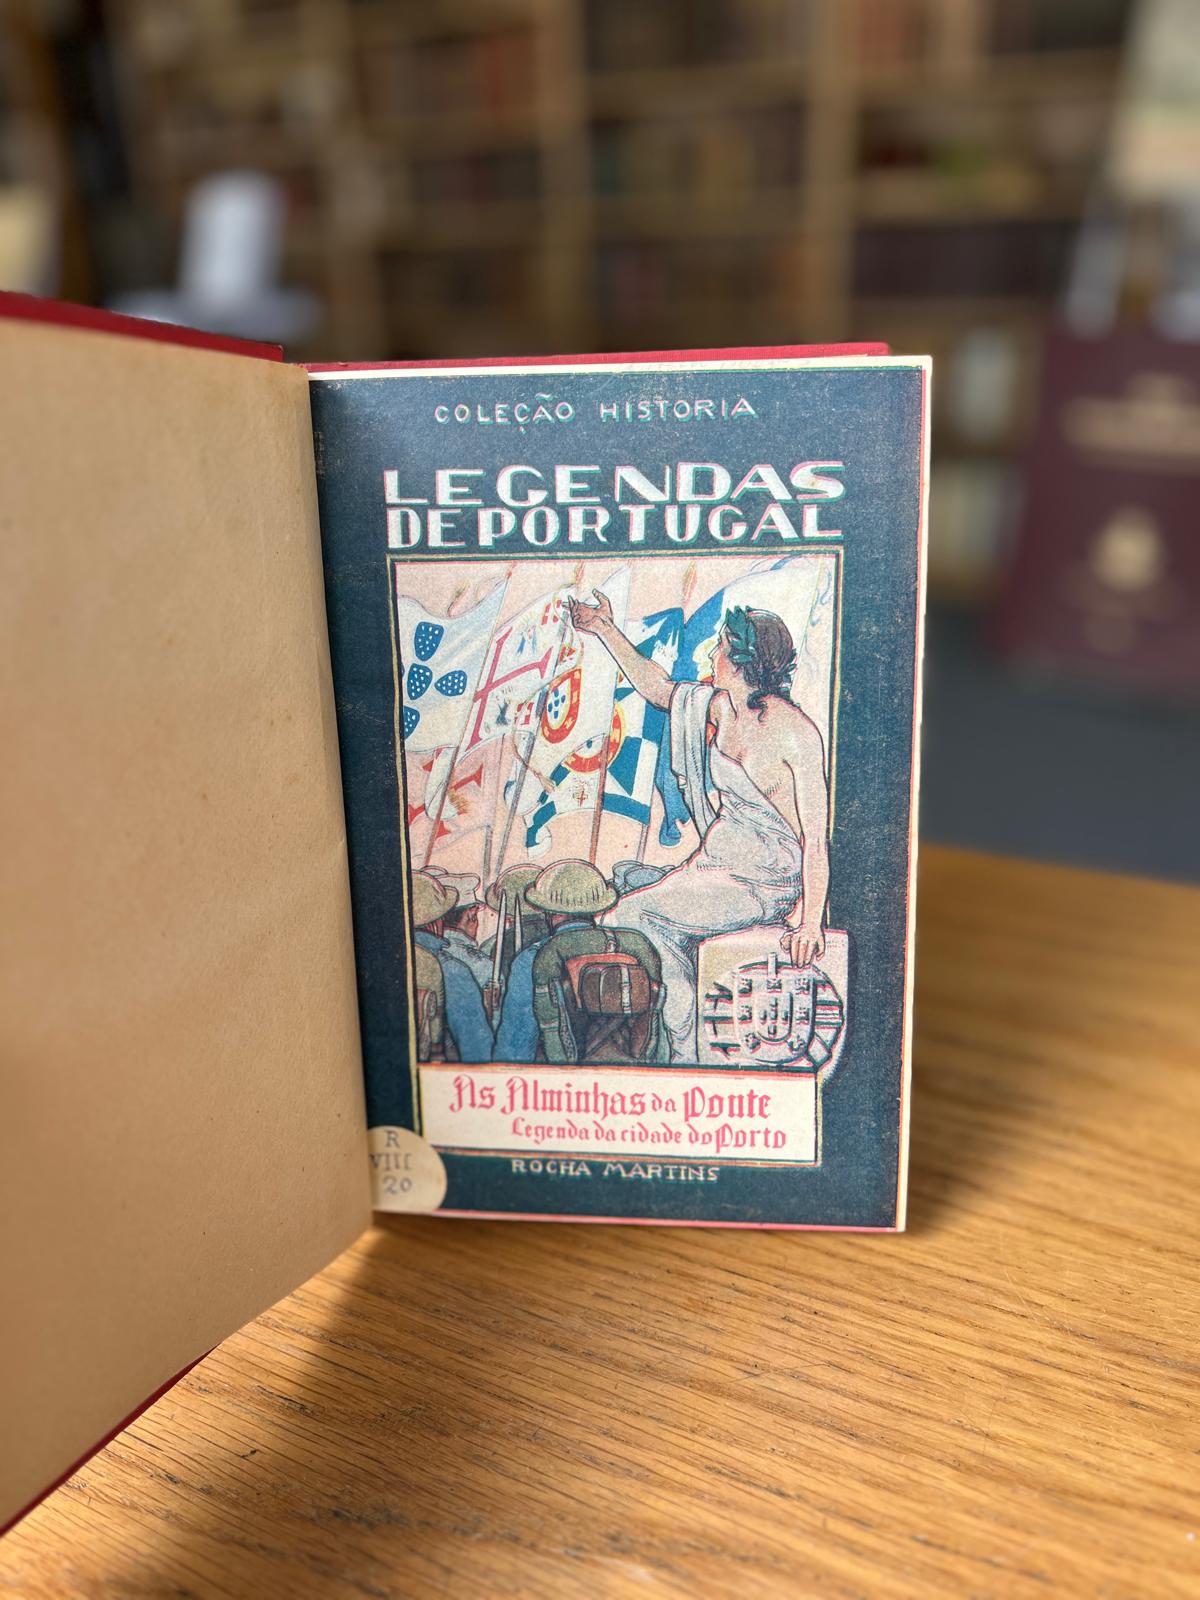 COLEÇÃO HISTORIA
LEGENDAS
DE PORTUGAL
As Alminhas da Ponte
Legenda da cidade do Porto
ROCHA MARTINS
R
VIII
20